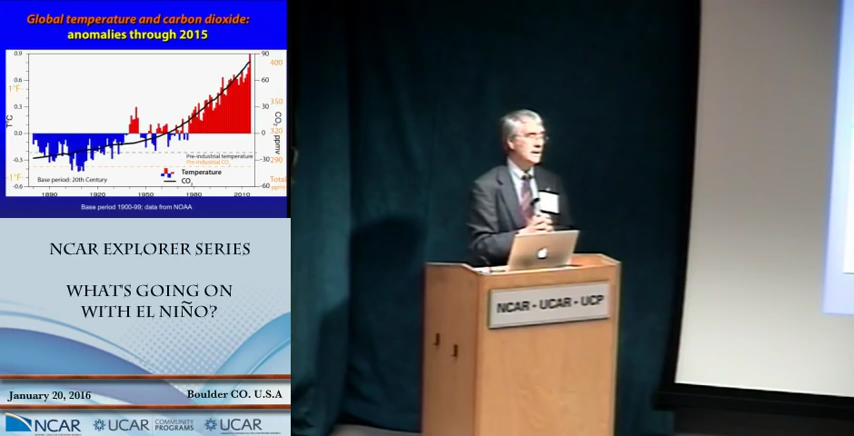 Global temperature and carbon dioxide:
anomalies through 2015
0.9
0.6
0.3
0.0
-0.3
-0.6
1°F
-1°F
1°C
90
60
30
0
-30
-60
400
350
320
290
CO₂ ppmv
Total
ppmv
Pre-industrial temperature
Pre-industrial CO₂
Temperature
CO₂
Base period: 20th Century
1890
1920
1950
1980
2010
Base period 1900-99; data from NOAA
NCAR EXPLORER SERIES
WHAT'S GOING ON
WITH EL NIÑO?
January 20, 2016
Boulder CO. U.S.A
NCAR
UCAR COMMUNITY
PROGRAMS
UCAR
NCAR - UCAR - UCP